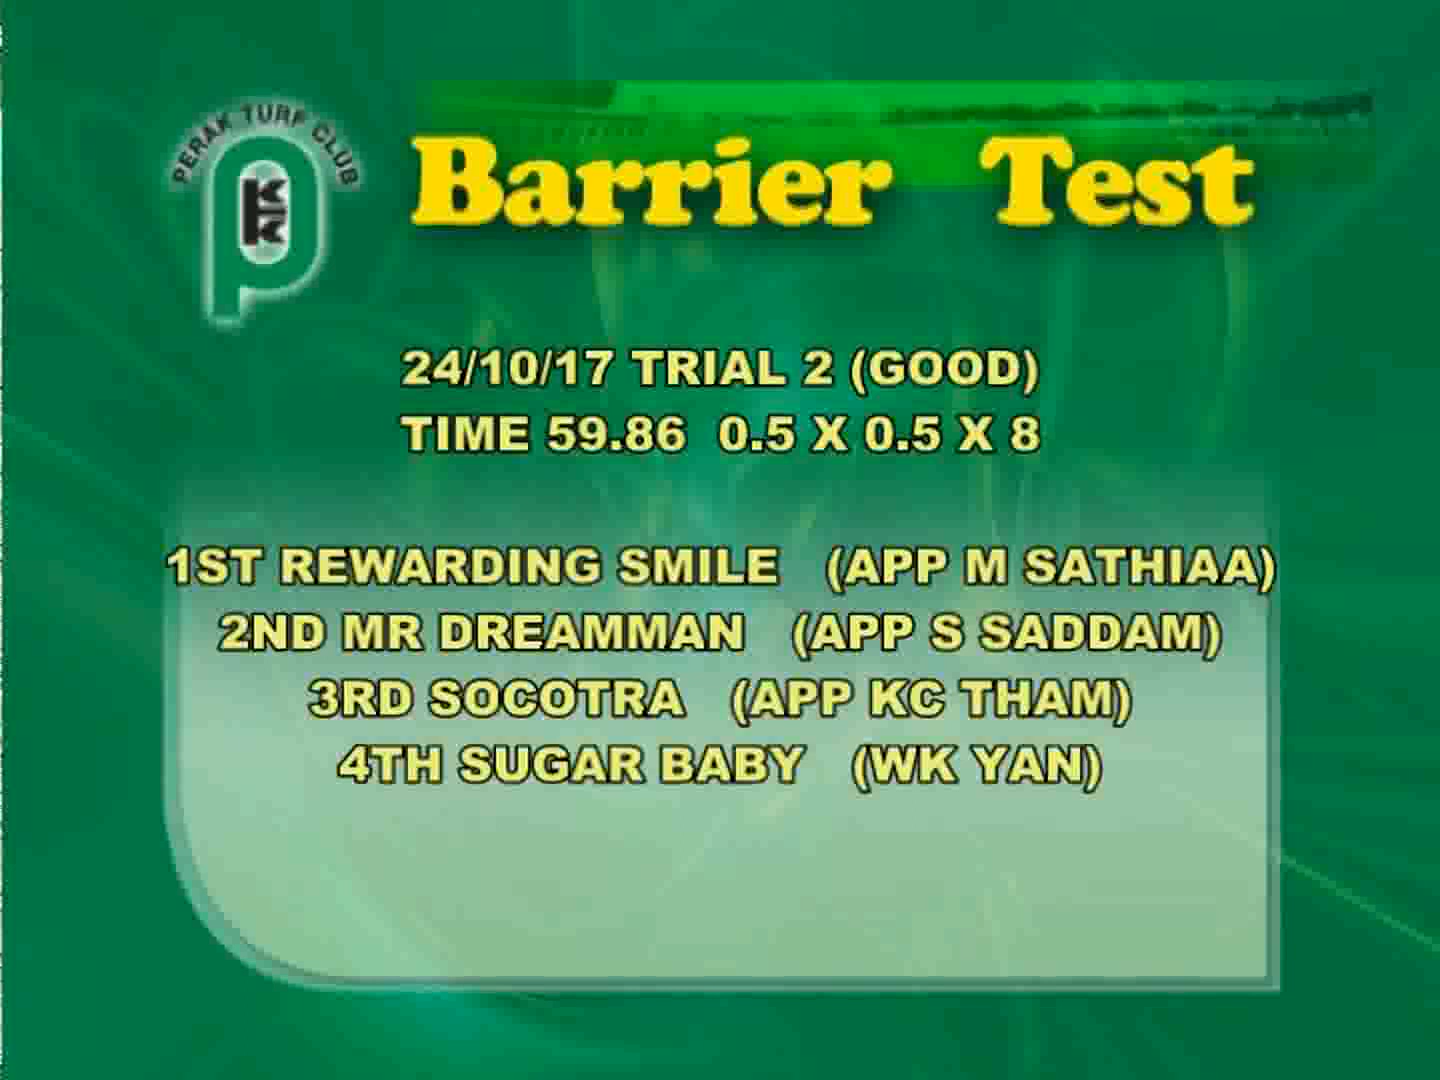 PERAK TURF CLUB
Barrier Test
24/10/17 TRIAL 2 (GOOD)
TIME 59.86 0.5 X 0.5 X 8
1ST REWARDING SMILE (APP M SATHIAA)
2ND MR DREAMMAN (APP S SADDAM)
3RD SOCOTRA (APP KC THAM)
4TH SUGAR BABY (WK YAN)